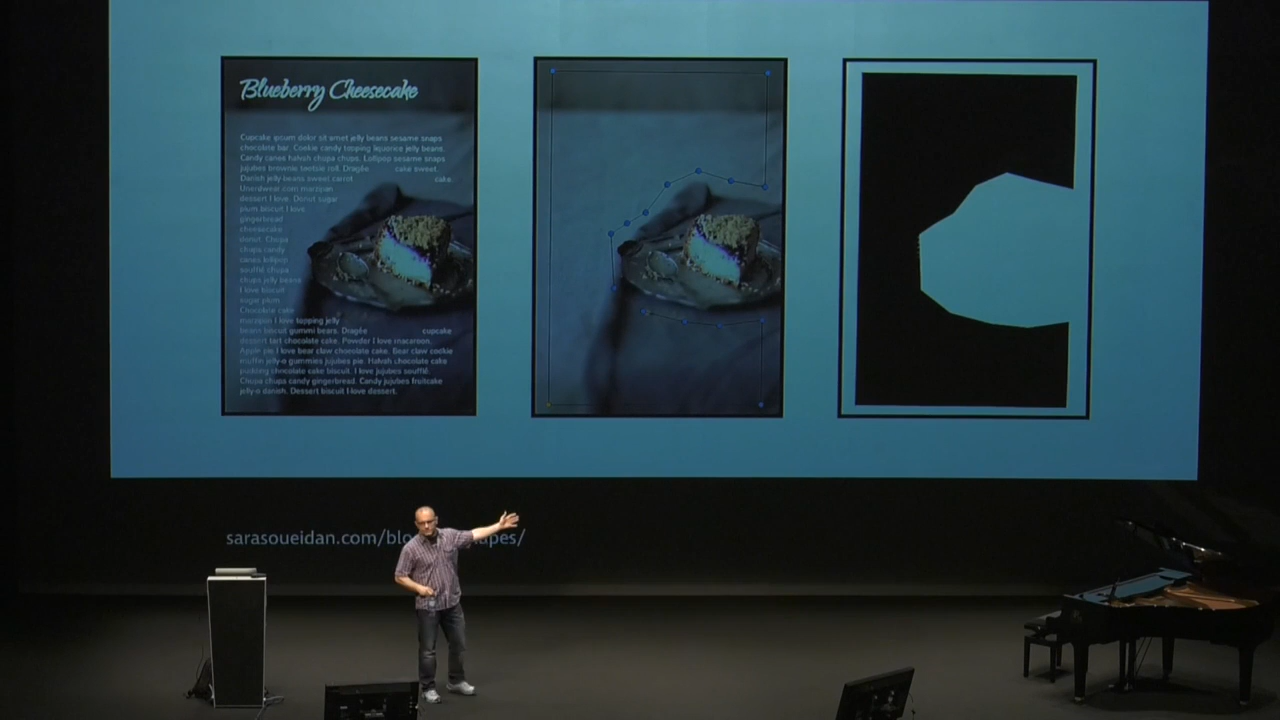 Blueberry Cheesecake
Cupcake ipsum dolor sit amet jelly beans sesame snaps
chocolate bar. Cookie candy topping liquorice jelly beans.
Candy canes halvah chupa chups. Lollipop sesame snaps
jujubes brownie tootsie roll. Dragée cake sweet.
Danish jelly beans sweet carrot cake.
Unerdwear.com marzipan
dessert I love. Donut sugar
plum biscuit I love
gingerbread
cheesecake
donut. Chupa
chups candy
canes lollipop
soufflé chupa
chups jelly beans
I love biscuit
sugar plum.
Chocolate cake
marzipan I love topping jelly
beans biscuit gummi bears. Dragée cupcake
dessert tart chocolate cake. Powder I love macaroon.
Apple pie I love bear claw chocolate cake. Bear claw cookie
muffin jelly-o gummies jujubes pie. Halvah chocolate cake
pudding chocolate cake biscuit. I love jujubes soufflé.
Chupa chups candy gingerbread. Candy jujubes fruitcake
jelly-o danish. Dessert biscuit I love dessert.
sarasoueidan.com/blo apes/